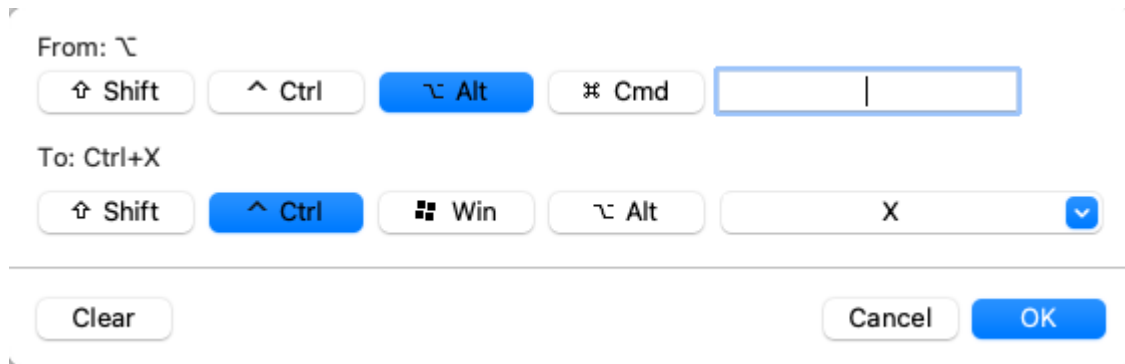 From: ⌥
⇧ Shift ^ Ctrl ⌥ Alt ⌘ Cmd
To: Ctrl+X
⇧ Shift ^ Ctrl Win ⌥ Alt X
Clear Cancel OK